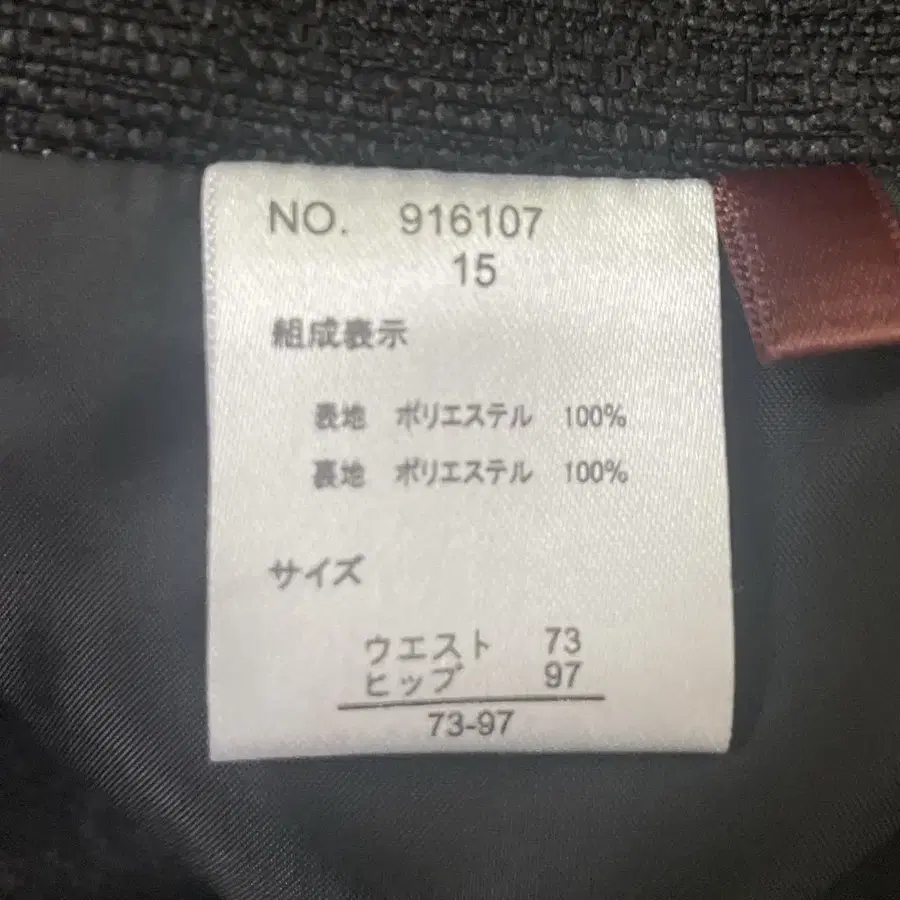 NO. 916107
15
組成表示
表地 ポリエステル 100%
裏地 ポリエステル 100%
サイズ
ウエスト 73
ヒップ 97
73-97